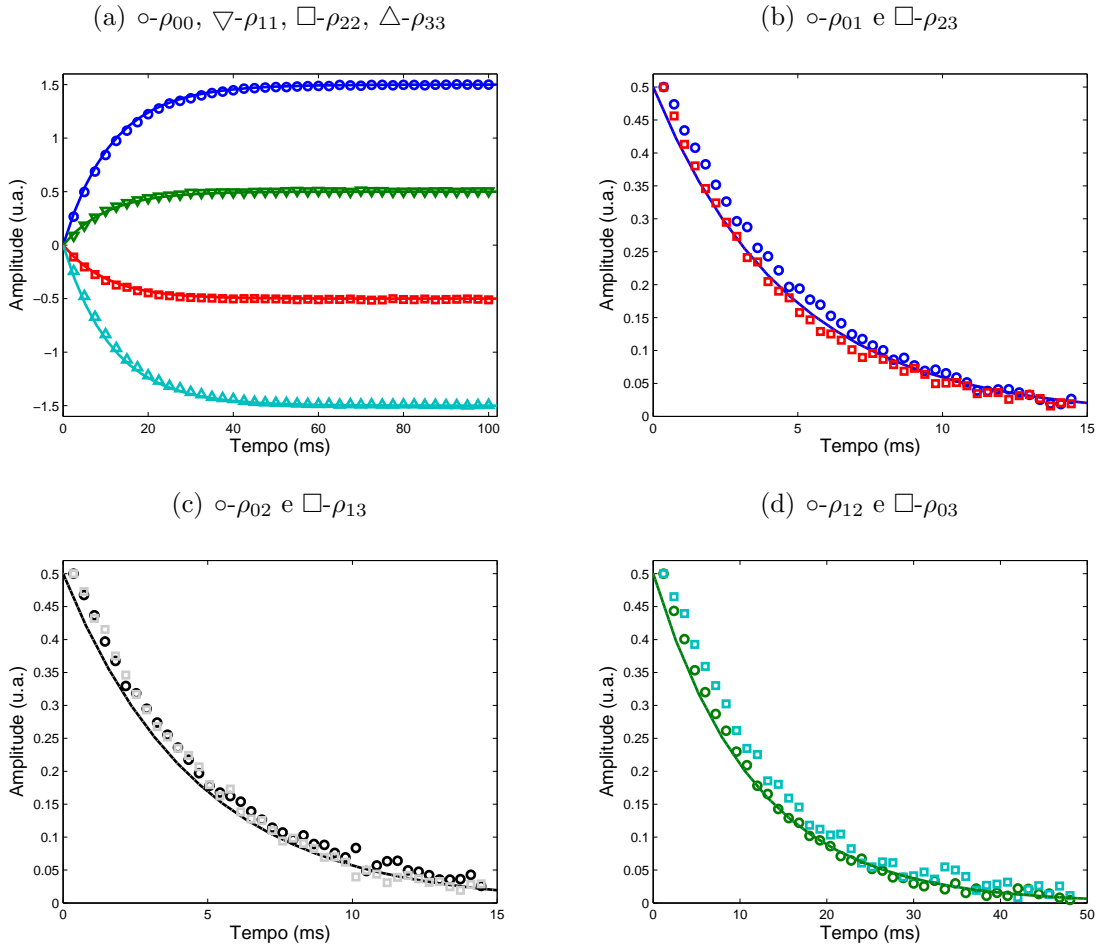 (a) ○-ρ₀₀, ▽-ρ₁₁, □-ρ₂₂, △-ρ₃₃
1.5
1
0.5
0
−0.5
−1
−1.5
0 20 40 60 80 100
Amplitude (u.a.)
Tempo (ms)
(b) ○-ρ₀₁ e □-ρ₂₃
0.5
0.45
0.4
0.35
0.3
0.25
0.2
0.15
0.1
0.05
0
0 5 10 15
Amplitude (u.a.)
Tempo (ms)
(c) ○-ρ₀₂ e □-ρ₁₃
0.5
0.45
0.4
0.35
0.3
0.25
0.2
0.15
0.1
0.05
0
0 5 10 15
Amplitude (u.a.)
Tempo (ms)
(d) ○-ρ₁₂ e □-ρ₀₃
0.5
0.45
0.4
0.35
0.3
0.25
0.2
0.15
0.1
0.05
0
0 10 20 30 40 50
Amplitude (u.a.)
Tempo (ms)